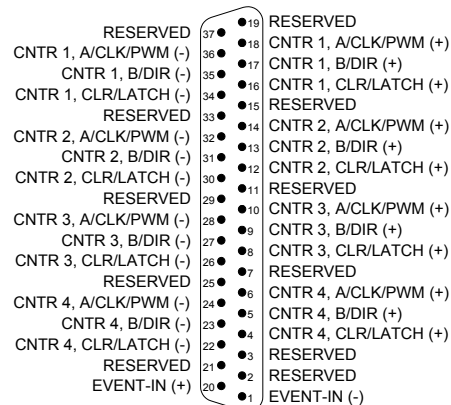 RESERVED 37
CNTR 1, A/CLK/PWM (-) 36
CNTR 1, B/DIR (-) 35
CNTR 1, CLR/LATCH (-) 34
RESERVED 33
CNTR 2, A/CLK/PWM (-) 32
CNTR 2, B/DIR (-) 31
CNTR 2, CLR/LATCH (-) 30
RESERVED 29
CNTR 3, A/CLK/PWM (-) 28
CNTR 3, B/DIR (-) 27
CNTR 3, CLR/LATCH (-) 26
RESERVED 25
CNTR 4, A/CLK/PWM (-) 24
CNTR 4, B/DIR (-) 23
CNTR 4, CLR/LATCH (-) 22
RESERVED 21
EVENT-IN (+) 20
19 RESERVED
18 CNTR 1, A/CLK/PWM (+)
17 CNTR 1, B/DIR (+)
16 CNTR 1, CLR/LATCH (+)
15 RESERVED
14 CNTR 2, A/CLK/PWM (+)
13 CNTR 2, B/DIR (+)
12 CNTR 2, CLR/LATCH (+)
11 RESERVED
10 CNTR 3, A/CLK/PWM (+)
9 CNTR 3, B/DIR (+)
8 CNTR 3, CLR/LATCH (+)
7 RESERVED
6 CNTR 4, A/CLK/PWM (+)
5 CNTR 4, B/DIR (+)
4 CNTR 4, CLR/LATCH (+)
3 RESERVED
2 RESERVED
1 EVENT-IN (-)